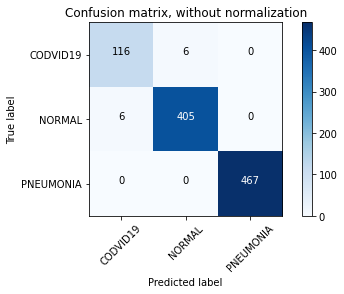 Confusion matrix, without normalization
CODVID19 116 6 0
NORMAL 6 405 0
PNEUMONIA 0 0 467
True label
CODVID19 NORMAL PNEUMONIA
Predicted label
400
300
200
100
0